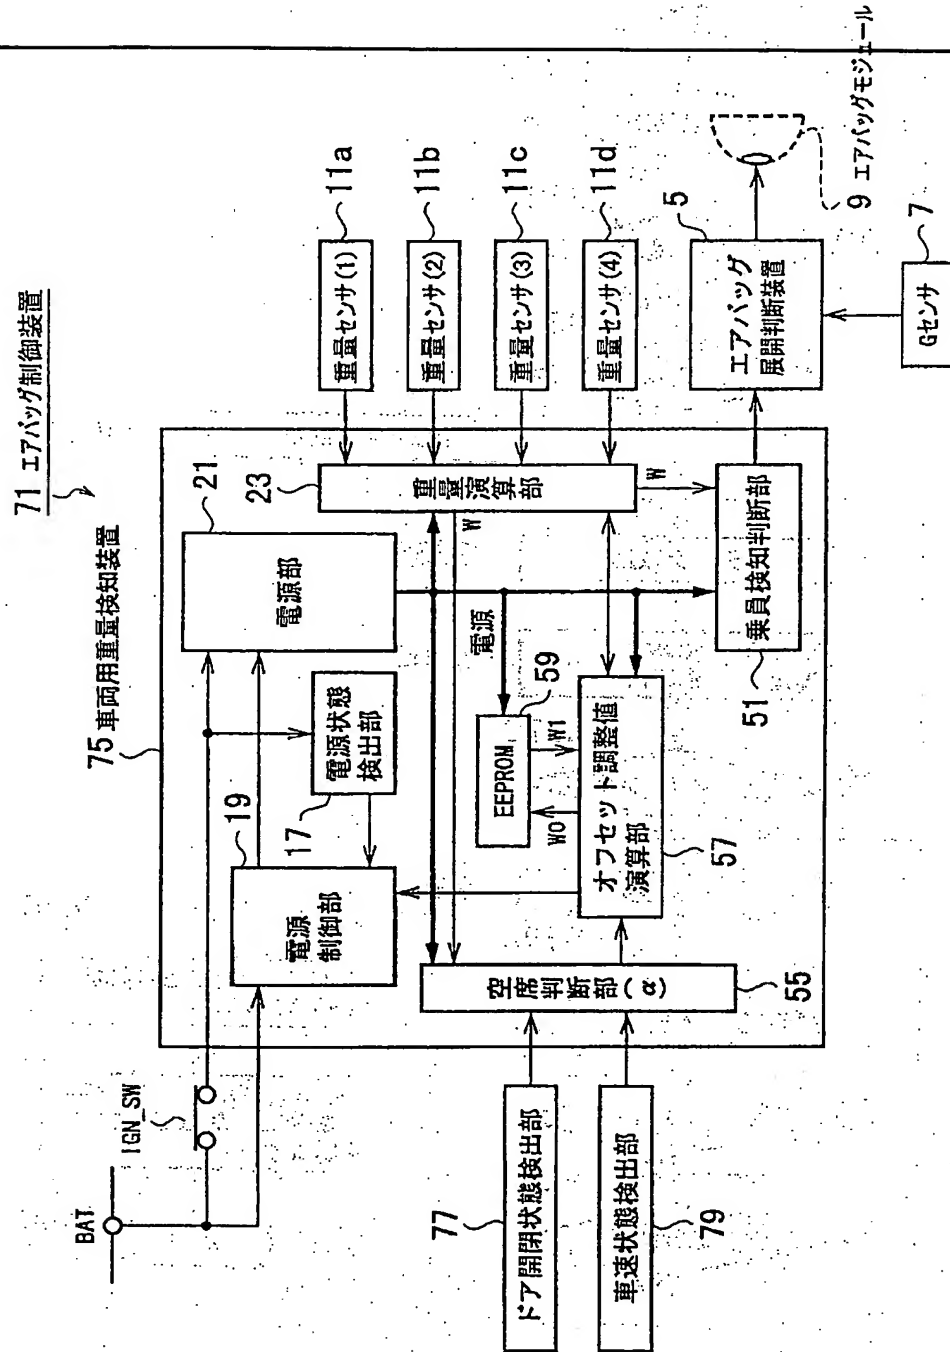 71 エアバッグ制御装置
75 車両用重量検知装置
BAT
IGN_SW
19
電源
制御部
17
電源状態
検出部
21
電源部
23
重量演算部
W
W
重量センサ(1)
11a
重量センサ(2)
11b
重量センサ(3)
11c
重量センサ(4)
11d
電源
EEPROM
59
W0
W1
オフセット調整値
演算部
57
空席判断部(α)
55
乗員検知判断部
51
77
ドア開閉状態検出部
車速状態検出部
79
エアバッグ
展開判断装置
5
9 エアバッグモジュール
Gセンサ
7